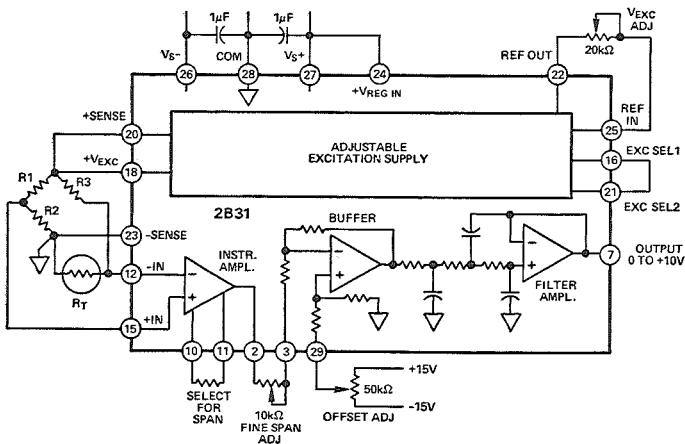 1μF
1μF
VS-
COM
VS+
26
28
27
24
+VREG IN
REF OUT
22
VEXC
ADJ
20kΩ
+SENSE
20
ADJUSTABLE
EXCITATION SUPPLY
REF
IN
25
EXC SEL1
16
+VEXC
18
21
EXC SEL2
R1
R3
R2
2B31
23
-SENSE
BUFFER
INSTR.
AMPL.
-
+
-
+
FILTER
AMPL.
7
OUTPUT
0 TO +10V
RT
12
-IN
-
+
15
+IN
10
11
2
3
29
SELECT
FOR
SPAN
10kΩ
FINE SPAN
ADJ
+15V
50kΩ
-15V
OFFSET ADJ